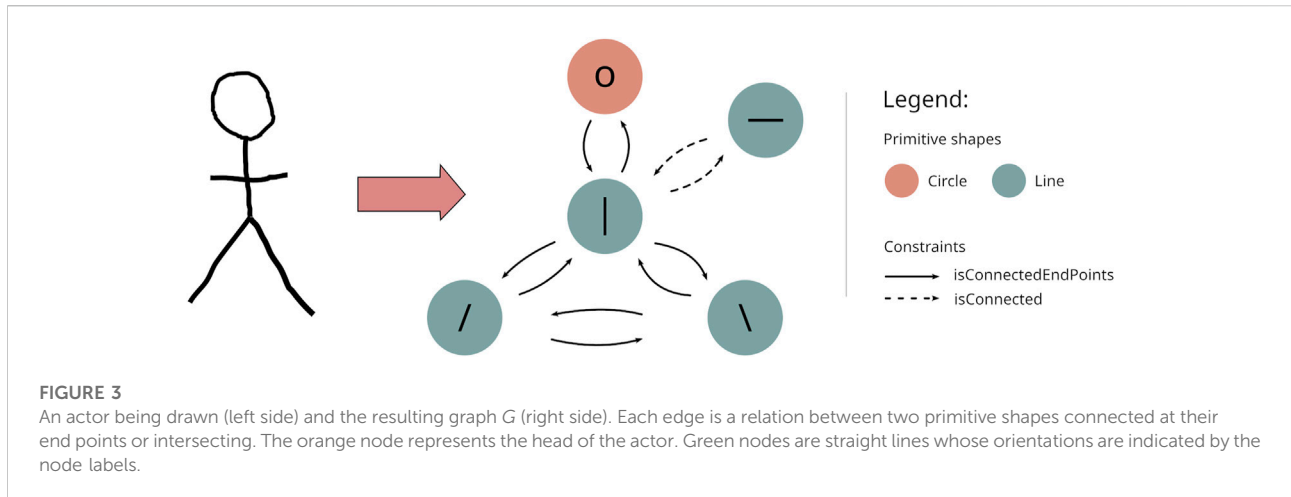 O
—
|
/
\
Legend:
Primitive shapes
Circle
Line
Constraints
isConnectedEndPoints
isConnected
FIGURE 3
An actor being drawn (left side) and the resulting graph G (right side). Each edge is a relation between two primitive shapes connected at their
end points or intersecting. The orange node represents the head of the actor. Green nodes are straight lines whose orientations are indicated by the
node labels.